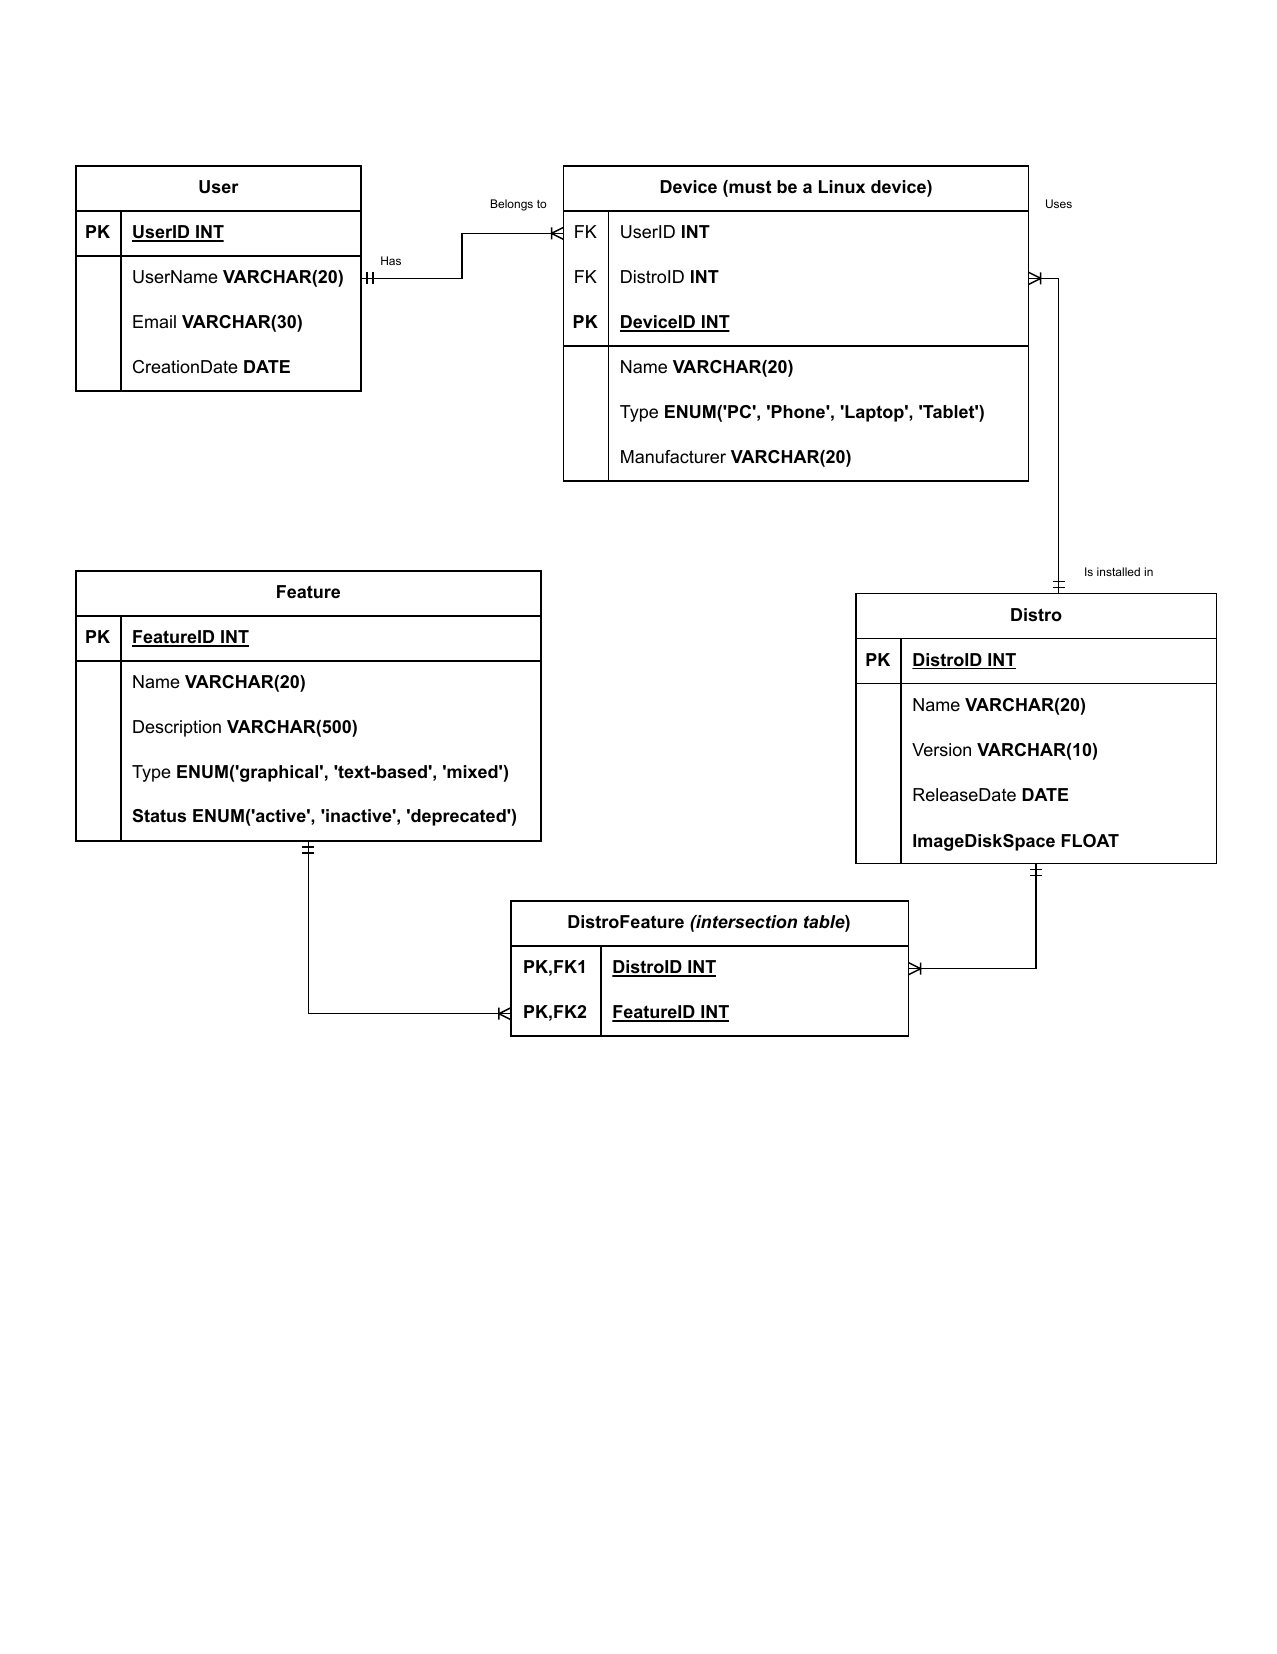 User
PK UserID INT
UserName VARCHAR(20)
Email VARCHAR(30)
CreationDate DATE
Has
Belongs to
Device (must be a Linux device)
FK UserID INT
FK DistroID INT
PK DeviceID INT
Name VARCHAR(20)
Type ENUM('PC', 'Phone', 'Laptop', 'Tablet')
Manufacturer VARCHAR(20)
Uses
Is installed in
Feature
PK FeatureID INT
Name VARCHAR(20)
Description VARCHAR(500)
Type ENUM('graphical', 'text-based', 'mixed')
Status ENUM('active', 'inactive', 'deprecated')
Distro
PK DistroID INT
Name VARCHAR(20)
Version VARCHAR(10)
ReleaseDate DATE
ImageDiskSpace FLOAT
DistroFeature (intersection table)
PK,FK1 DistroID INT
PK,FK2 FeatureID INT